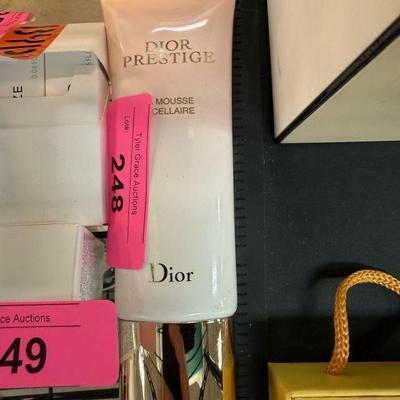 DIOR
PRESTIGE
MOUSSE
CELLAIRE
Tyler Grace Auctions
Lot#:
248
Dior
ce Auctions
49